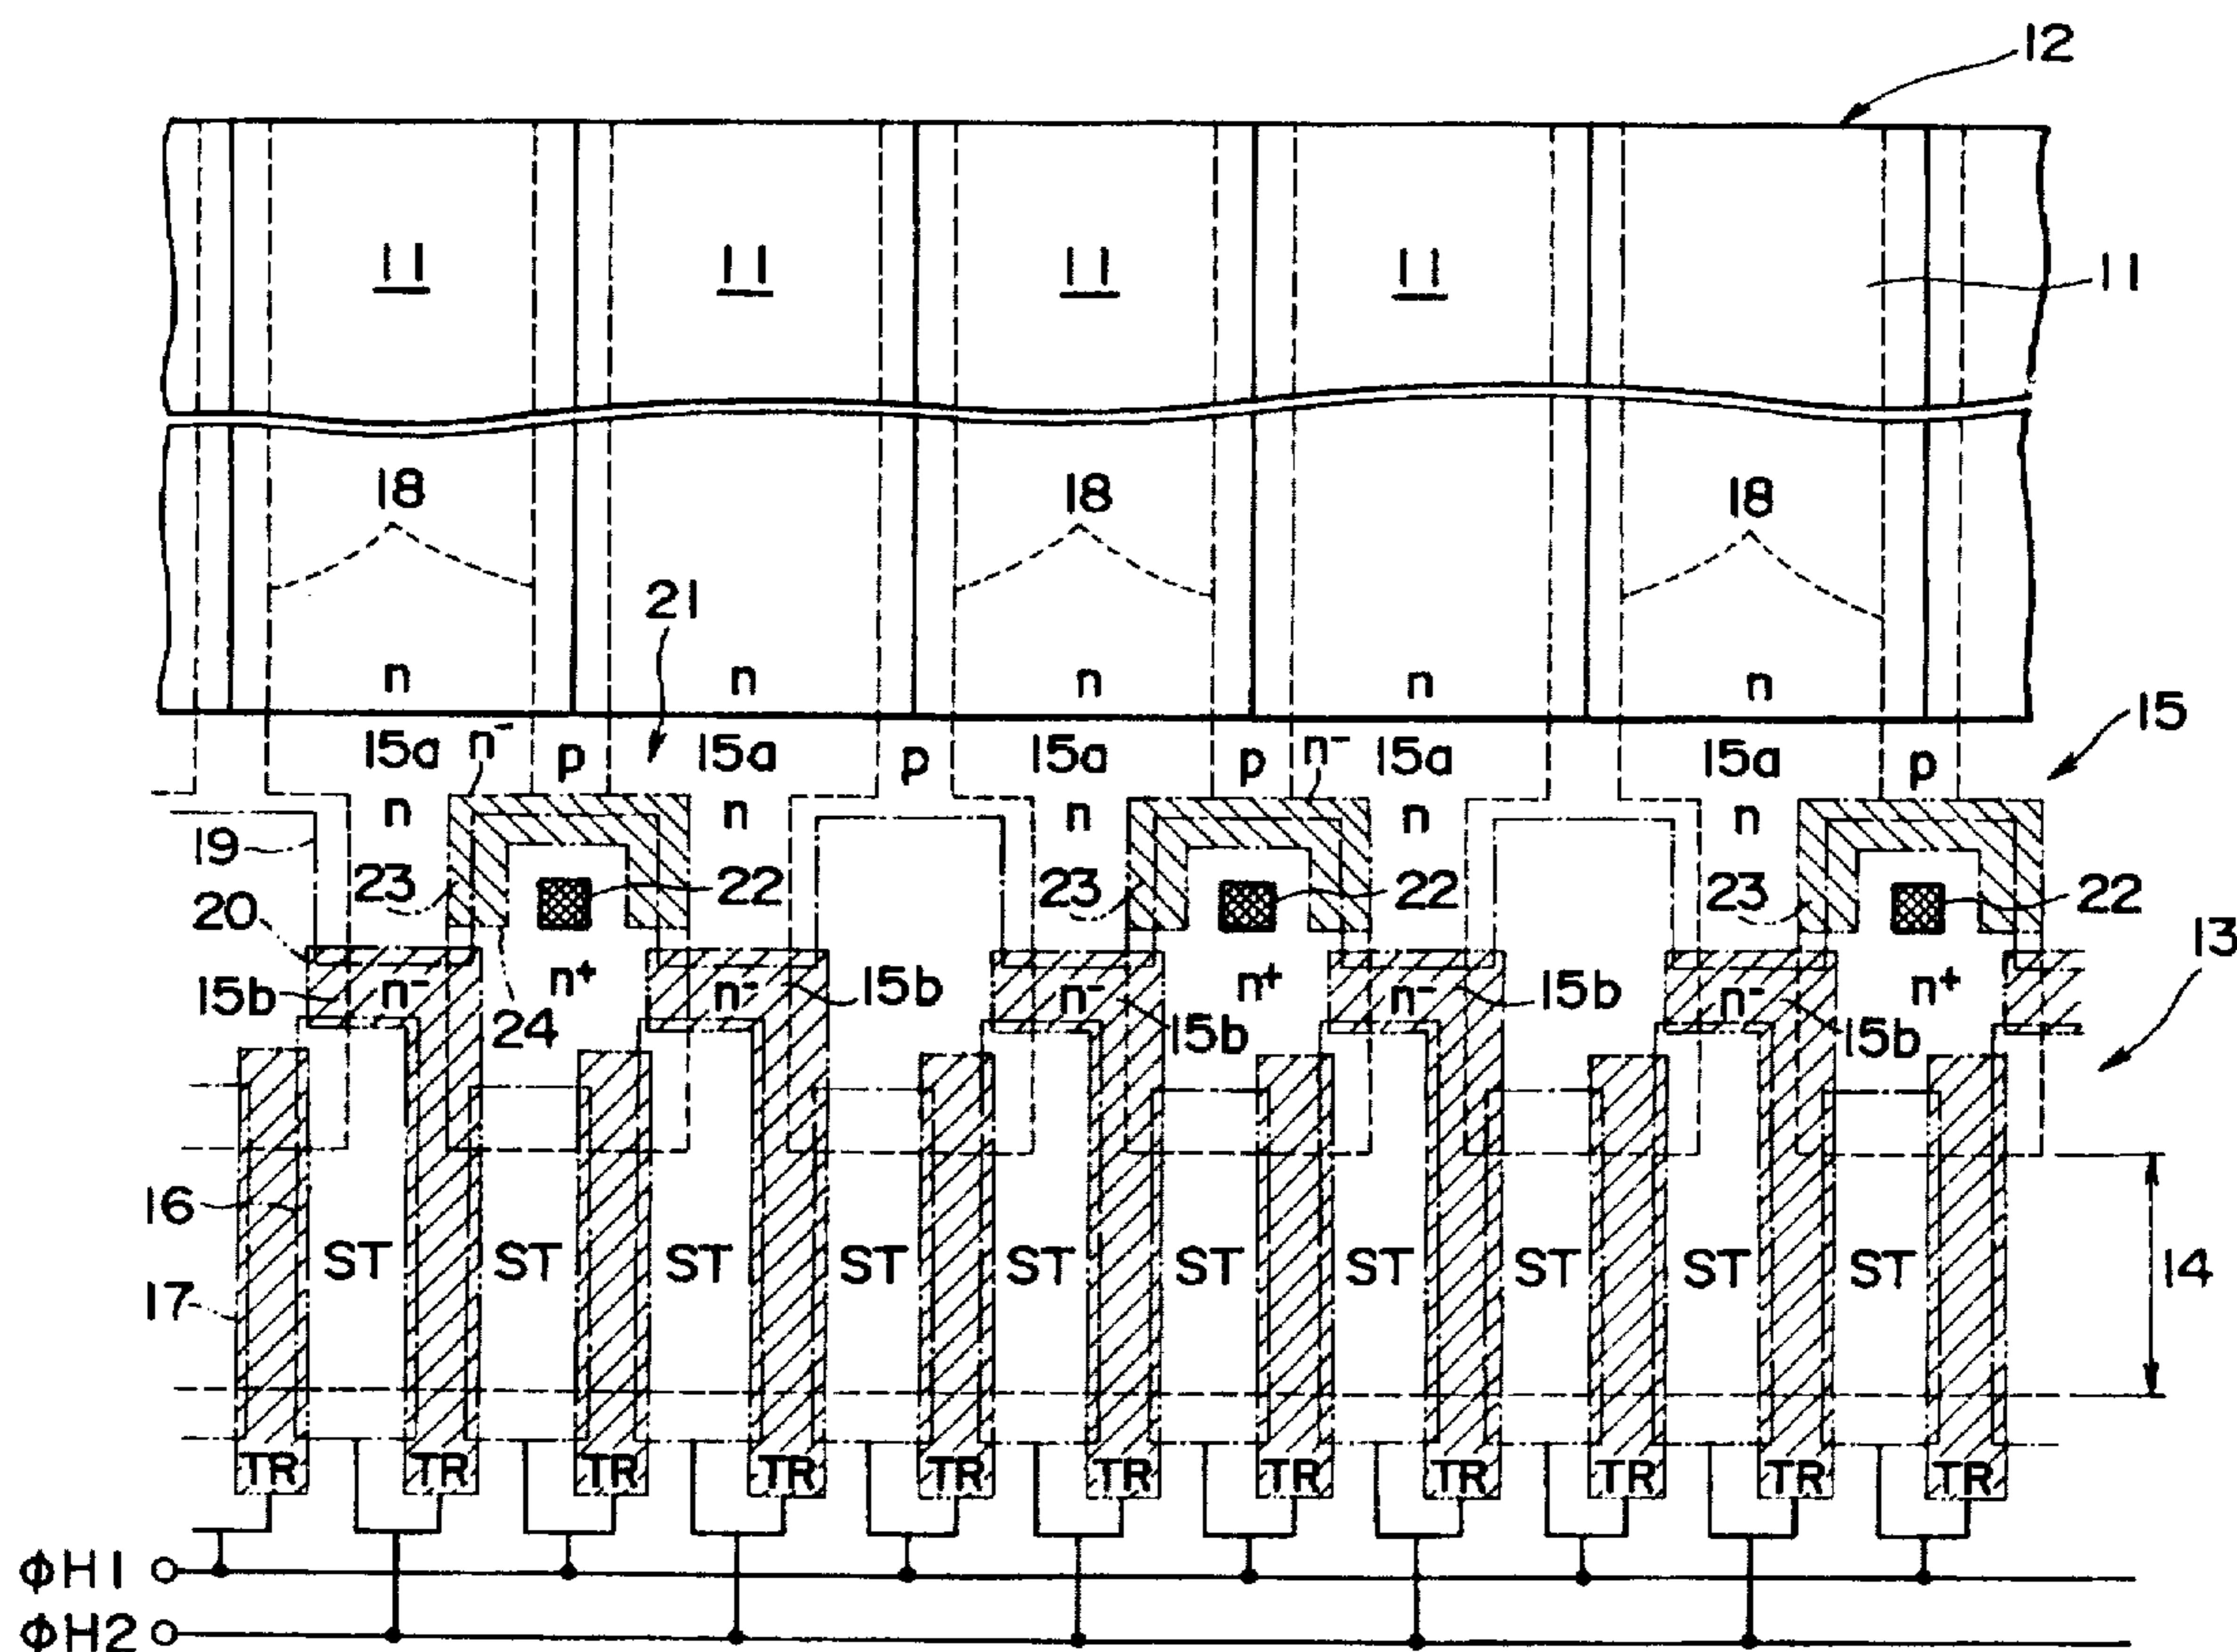 12
11 11 11 11 11
18 18 18
21
n n n n n
15
15a n⁻ p 15a p 15a p n⁻ 15a 15a p
n n n n n
19
23 22 23 22 23 22
20
13
15b n⁻ n⁺ n⁻ 15b n⁻ n⁺ n⁻ 15b n⁻ n⁺
24 15b 15b
16
ST ST ST ST ST ST ST ST ST ST
14
17
TR TR TR TR TR TR TR TR TR TR TR
ΦH1
ΦH2